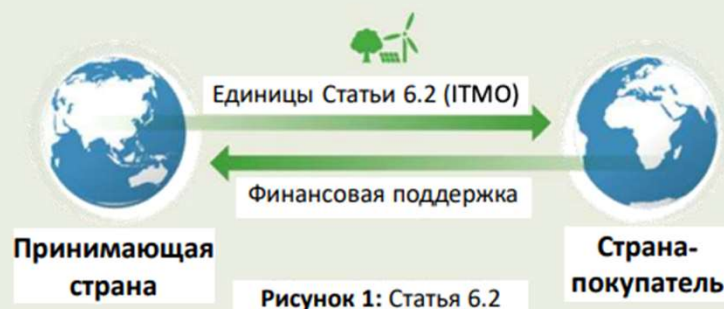 Единицы Статьи 6.2 (ITMO)
Финансовая поддержка
Принимающая
страна
Страна-
покупатель
Рисунок 1: Статья 6.2